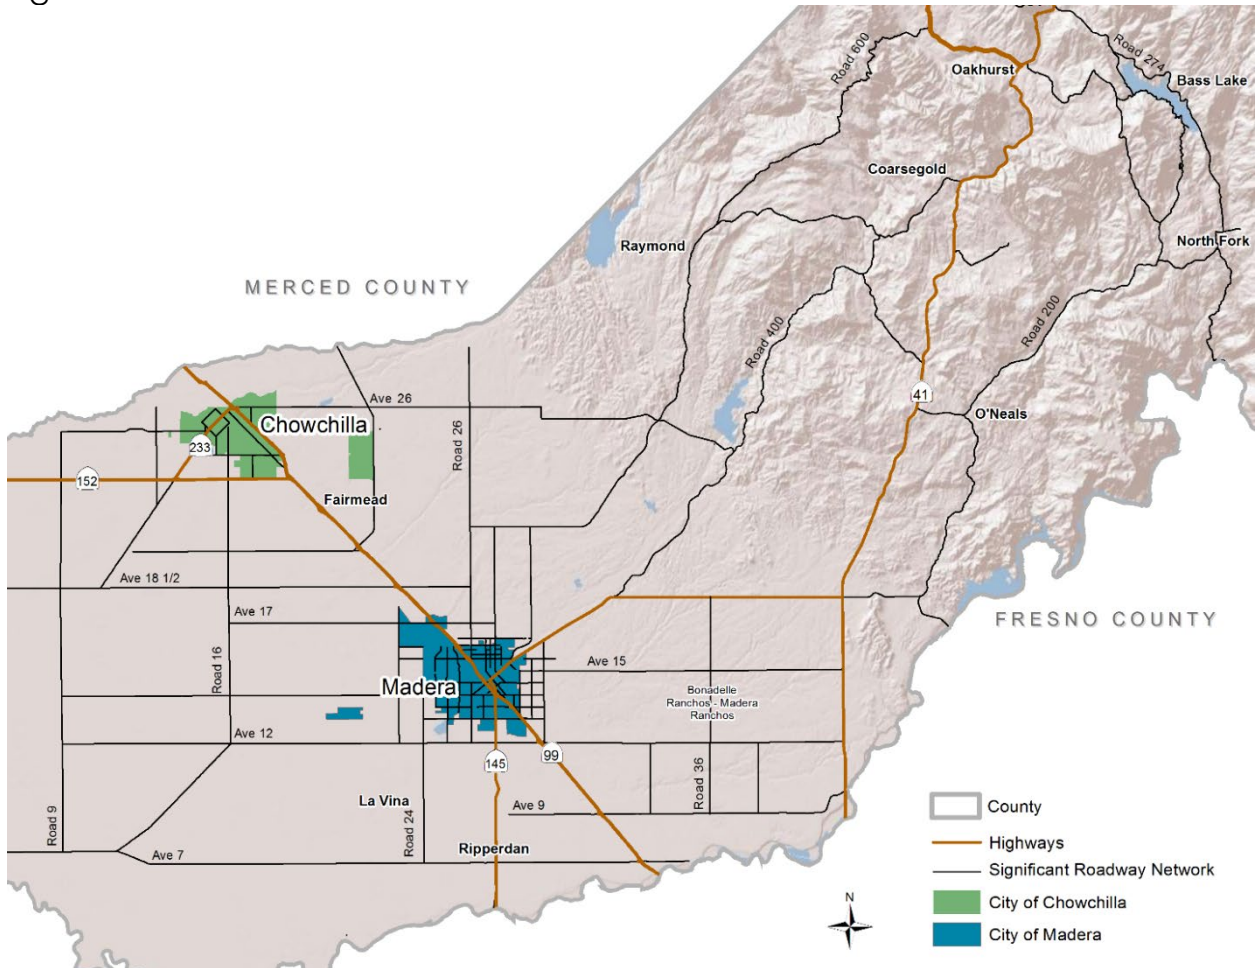 Road 600
Road 274
Oakhurst
Bass Lake
Coarsegold
Raymond
North Fork
MERCED COUNTY
Road 400
Road 200
Ave 26
41
Chowchilla
O'Neals
233
Road 26
152
Fairmead
Ave 18 1/2
Ave 17
FRESNO COUNTY
Road 16
Ave 15
Madera
Bonadelle
Ranchos - Madera
Ranchos
Ave 12
99
145
Road 36
La Vina
Road 9
Road 24
Ave 9
Ripperdan
Ave 7
County
Highways
Significant Roadway Network
City of Chowchilla
City of Madera
N